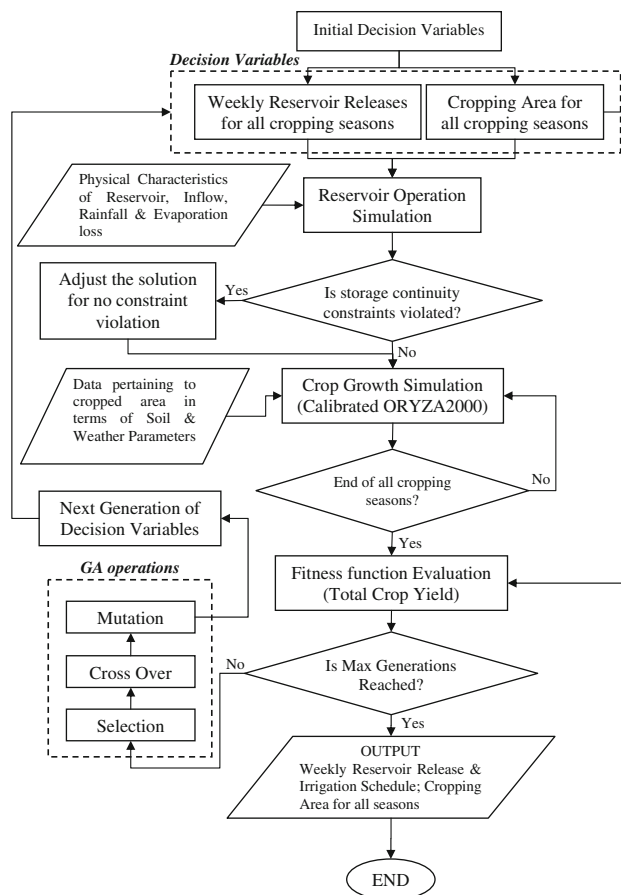 Initial Decision Variables
Decision Variables
Weekly Reservoir Releases
for all cropping seasons
Cropping Area for
all cropping seasons
Physical Characteristics
of Reservoir, Inflow,
Rainfall & Evaporation
loss
Reservoir Operation
Simulation
Adjust the solution
for no constraint
violation
Yes
Is storage continuity
constraints violated?
No
Data pertaining to
cropped area in
terms of Soil &
Weather Parameters
Crop Growth Simulation
(Calibrated ORYZA2000)
End of all cropping
seasons?
No
Yes
Next Generation of
Decision Variables
GA operations
Mutation
Cross Over
Selection
Fitness function Evaluation
(Total Crop Yield)
No
Is Max Generations
Reached?
Yes
OUTPUT
Weekly Reservoir Release &
Irrigation Schedule; Cropping
Area for all seasons
END